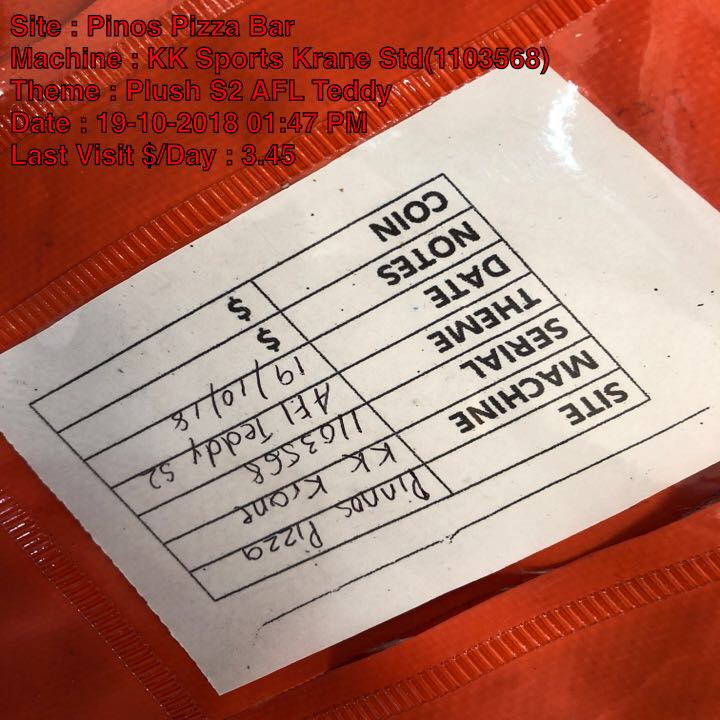 Site : Pinos Pizza Bar
Machine : KK Sports Krane Std(1103568)
Theme : Plush S2 AFL Teddy
Date : 19-10-2018 01:47 PM
Last Visit $/Day : 3.45
SITE Pinnos Pizza
MACHINE KK Krane
SERIAL 1103568
THEME AFl Teddy S2
DATE 19/10/18
NOTES $
COIN $